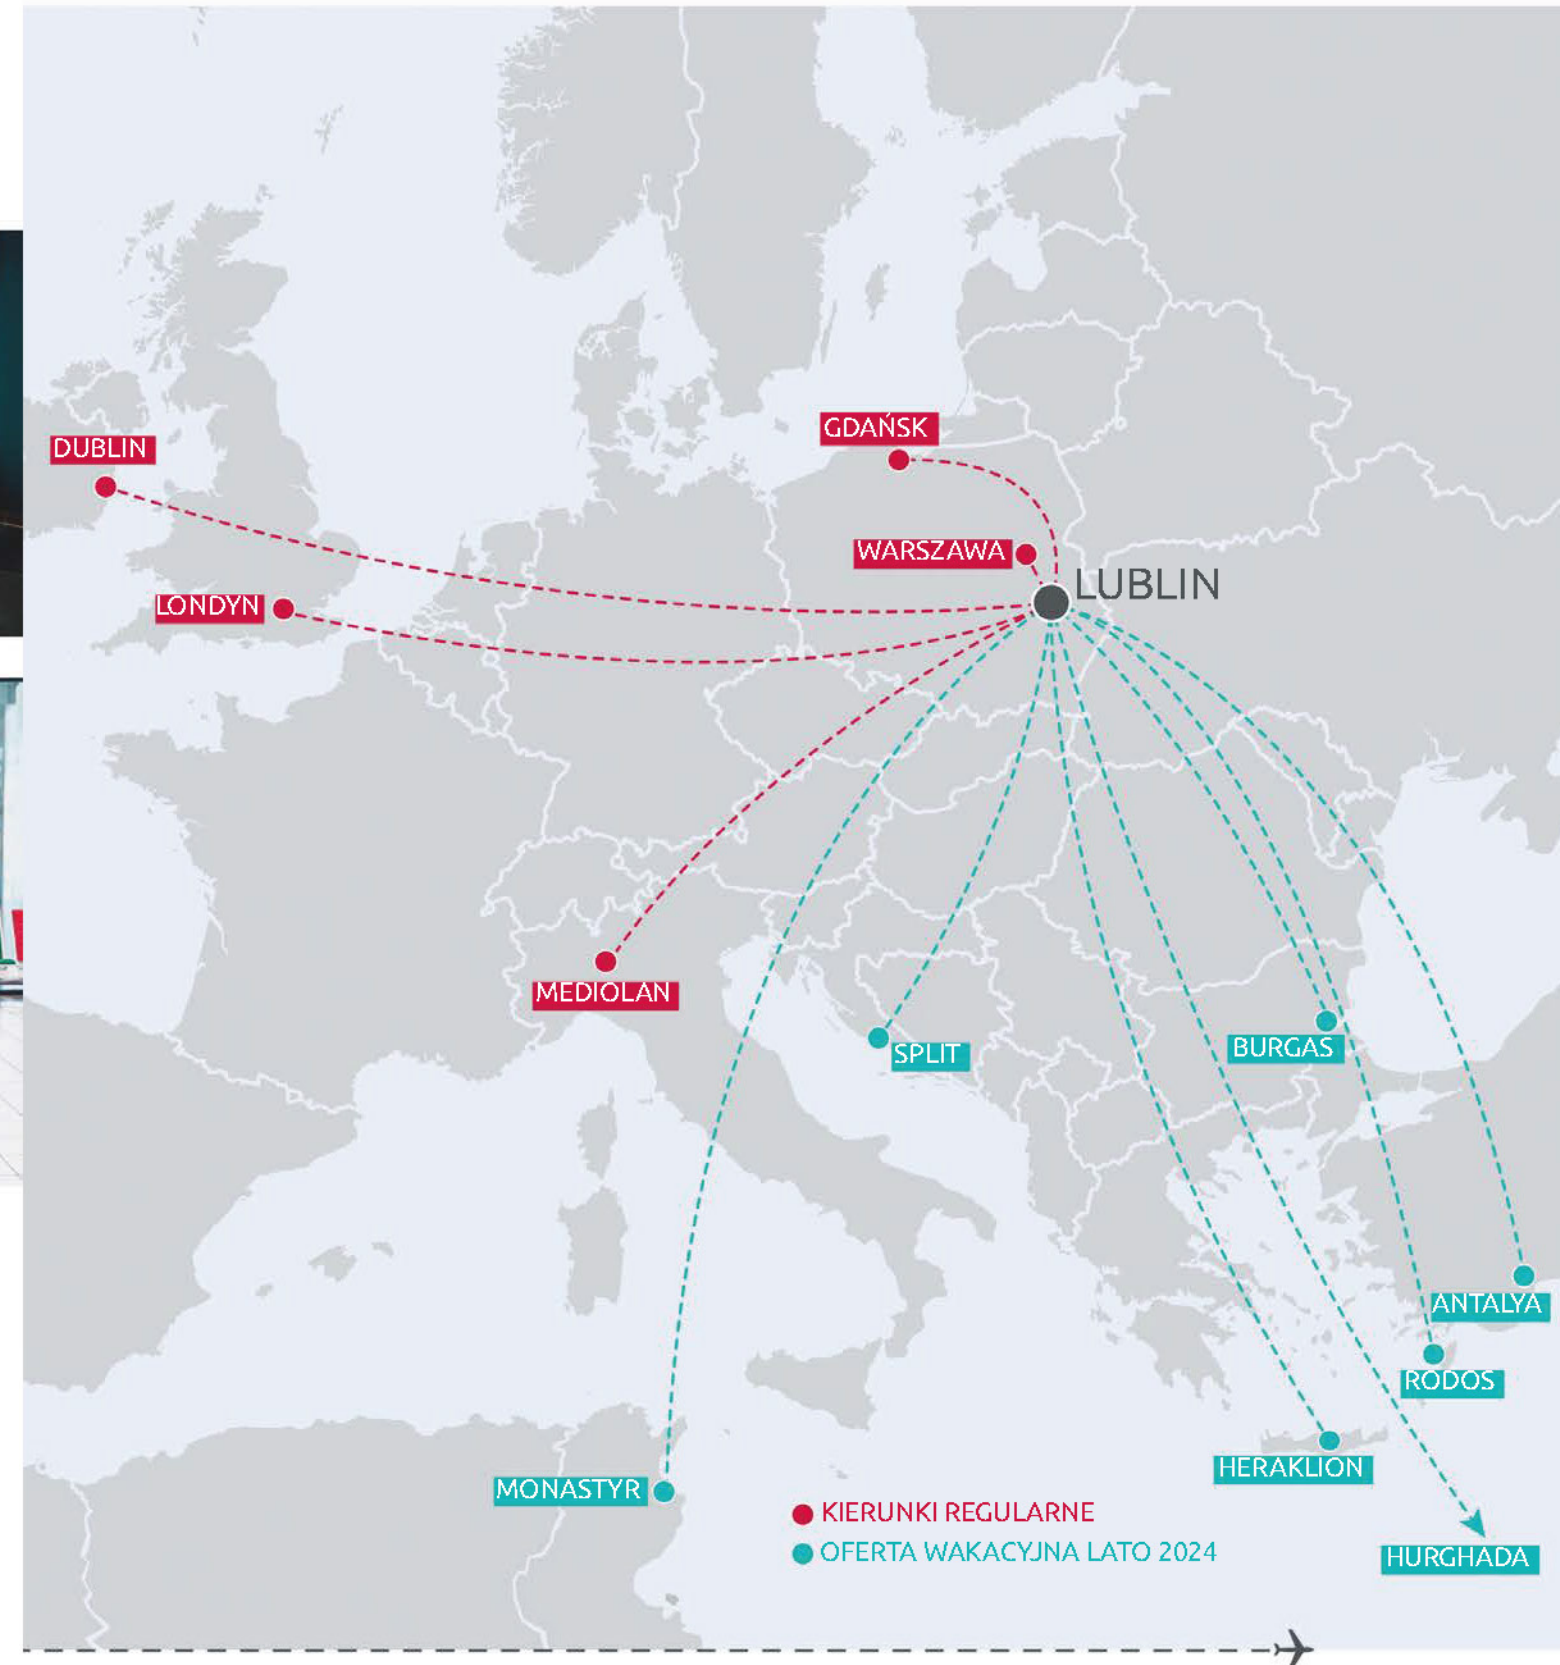 GDAŃSK
DUBLIN
WARSZAWA
LUBLIN
LONDYN
MEDIOLAN
SPLIT
BURGAS
ANTALYA
RODOS
HERAKLION
MONASTYR
KIERUNKI REGULARNE
OFERTA WAKACYJNA LATO 2024
HURGHADA